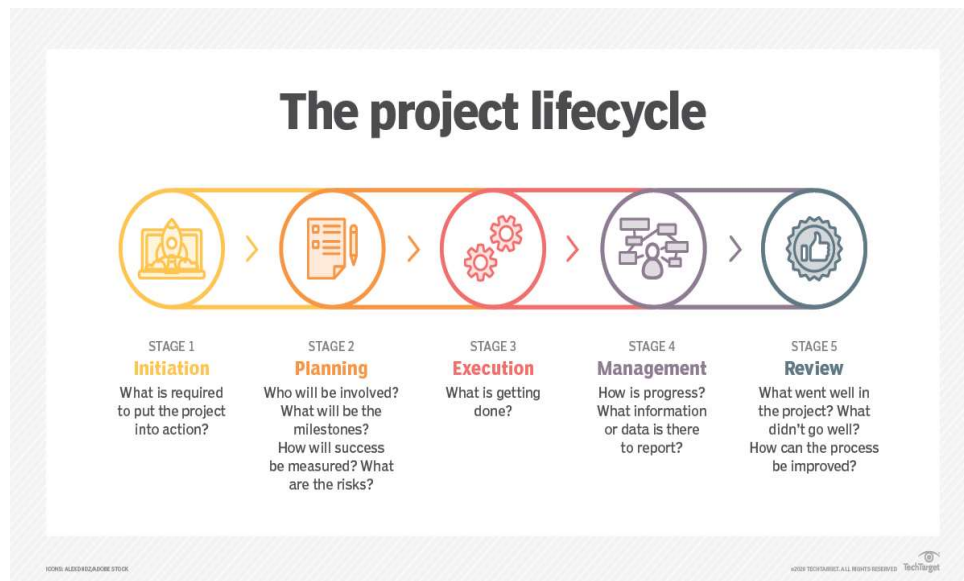 The project lifecycle
STAGE 1
Initiation
What is required
to put the project
into action?
STAGE 2
Planning
Who will be involved?
What will be the
milestones?
How will success
be measured? What
are the risks?
STAGE 3
Execution
What is getting
done?
STAGE 4
Management
How is progress?
What information
or data is there
to report?
STAGE 5
Review
What went well in
the project? What
didn't go well?
How can the process
be improved?
ICONS: /ADOBE STOCK
TECHTARGET. ALL RIGHTS RESERVED TechTarget